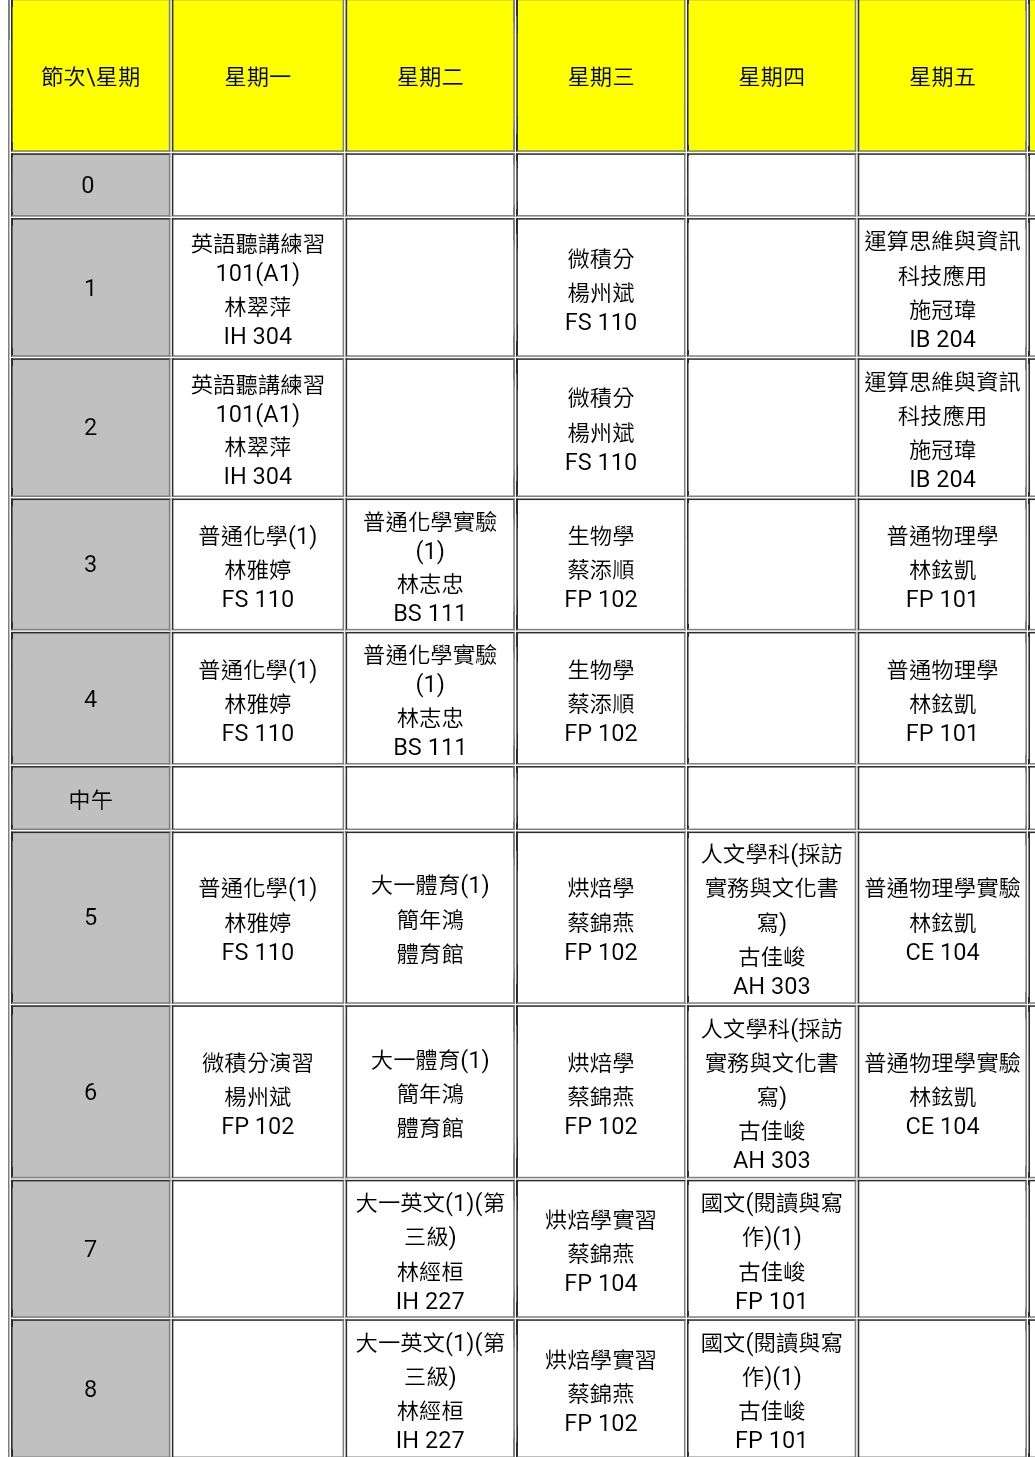 節次\星期
星期一
星期二
星期三
星期四
星期五
0
1
英語聽講練習
101(A1)
林翠萍
IH 304
微積分
楊州斌
FS 110
運算思維與資訊
科技應用
施冠瑋
IB 204
2
英語聽講練習
101(A1)
林翠萍
IH 304
微積分
楊州斌
FS 110
運算思維與資訊
科技應用
施冠瑋
IB 204
3
普通化學(1)
林雅婷
FS 110
普通化學實驗
(1)
林志忠
BS 111
生物學
蔡添順
FP 102
普通物理學
林鉉凱
FP 101
4
普通化學(1)
林雅婷
FS 110
普通化學實驗
(1)
林志忠
BS 111
生物學
蔡添順
FP 102
普通物理學
林鉉凱
FP 101
中午
5
普通化學(1)
林雅婷
FS 110
大一體育(1)
簡年鴻
體育館
烘焙學
蔡錦燕
FP 102
人文學科(採訪
實務與文化書
寫)
古佳峻
AH 303
普通物理學實驗
林鉉凱
CE 104
6
微積分演習
楊州斌
FP 102
大一體育(1)
簡年鴻
體育館
烘焙學
蔡錦燕
FP 102
人文學科(採訪
實務與文化書
寫)
古佳峻
AH 303
普通物理學實驗
林鉉凱
CE 104
7
大一英文(1)(第
三級)
林經桓
IH 227
烘焙學實習
蔡錦燕
FP 104
國文(閱讀與寫
作)(1)
古佳峻
FP 101
8
大一英文(1)(第
三級)
林經桓
IH 227
烘焙學實習
蔡錦燕
FP 102
國文(閱讀與寫
作)(1)
古佳峻
FP 101